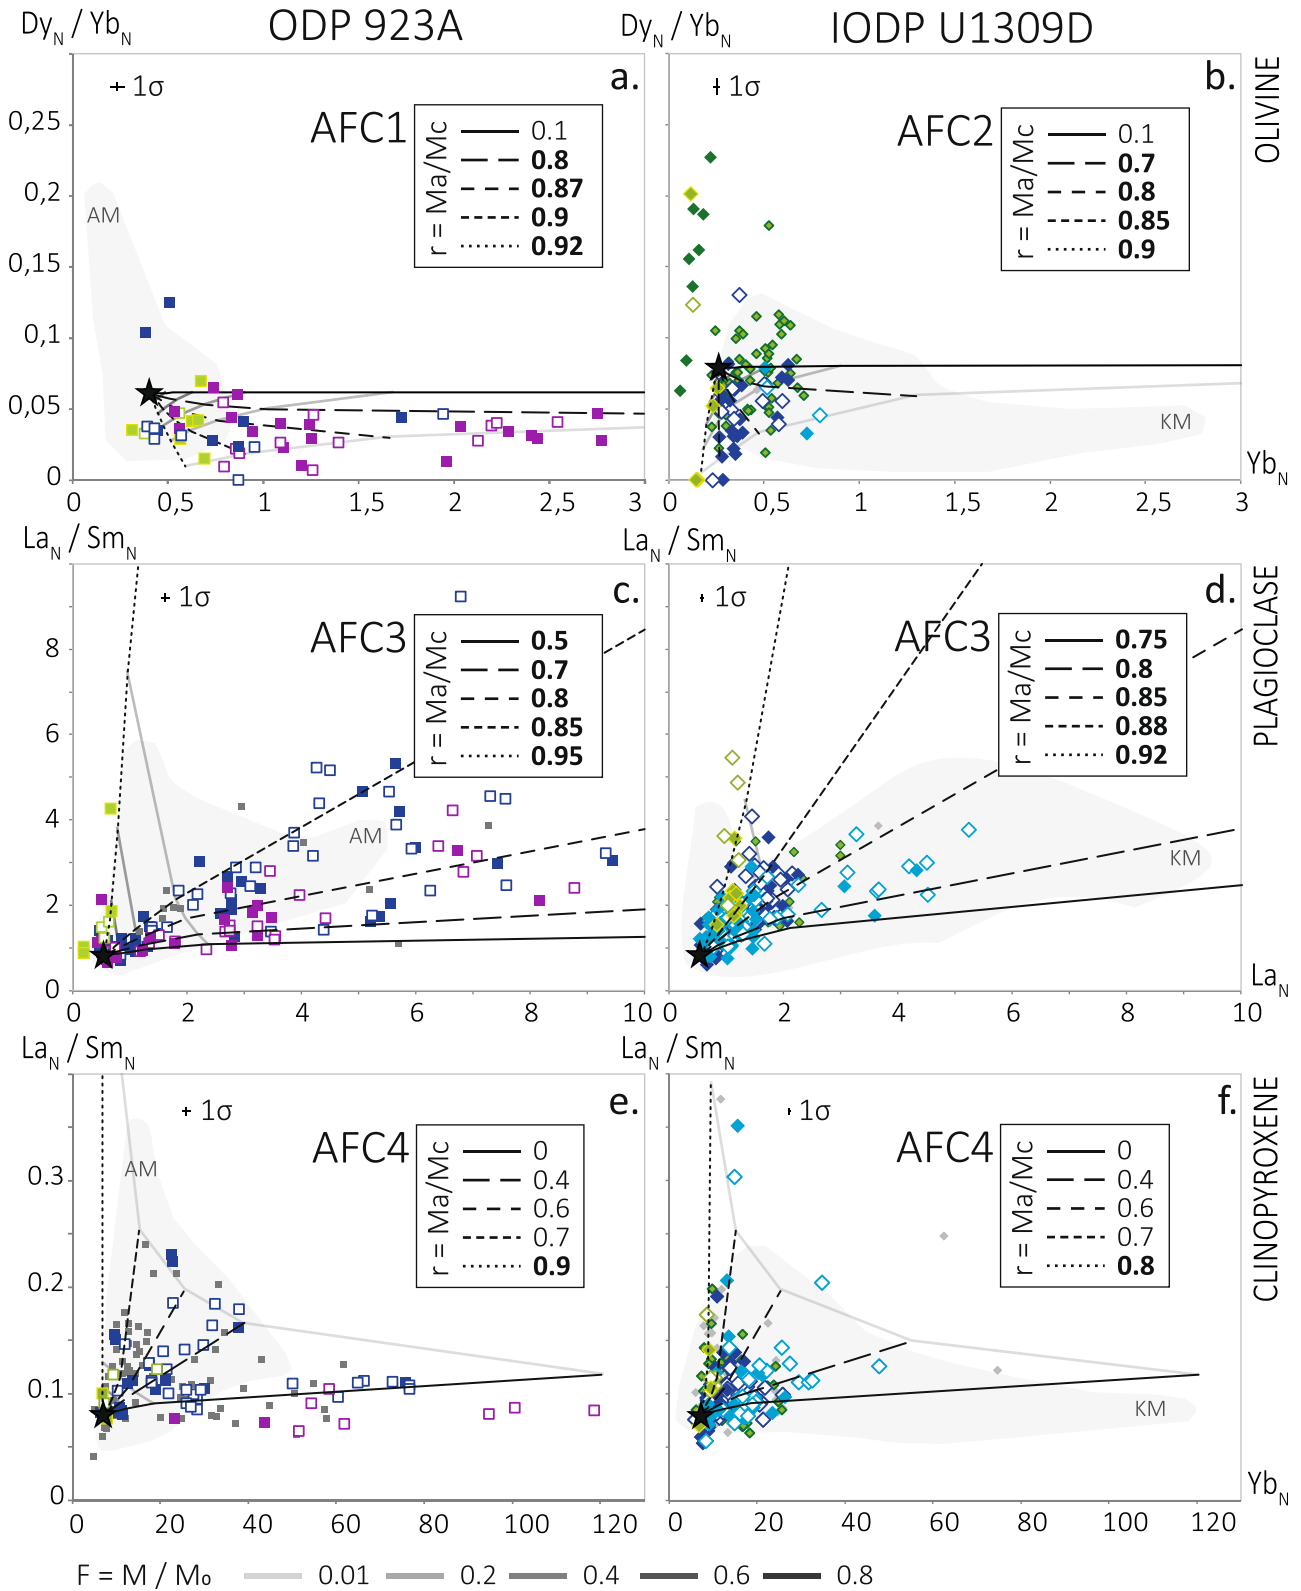 ODP 923A
IODP U1309D
DyN / YbN
DyN / YbN
a.
1σ
AFC1
r = Ma/Mc
0.1
0.8
0.87
0.9
0.92
AM
0,25
0,2
0,15
0,1
0,05
0
0 0,5 1 1,5 2 2,5 3
b.
1σ
AFC2
r = Ma/Mc
0.1
0.7
0.8
0.85
0.9
KM
0 0,5 1 1,5 2 2,5 3
YbN
OLIVINE
LaN / SmN
LaN / SmN
c.
1σ
AFC3
r = Ma/Mc
0.5
0.7
0.8
0.85
0.95
AM
8
6
4
2
0
0 2 4 6 8 10
d.
1σ
AFC3
r = Ma/Mc
0.75
0.8
0.85
0.88
0.92
KM
0 2 4 6 8 10
LaN
PLAGIOCLASE
LaN / SmN
LaN / SmN
e.
1σ
AFC4
r = Ma/Mc
0
0.4
0.6
0.7
0.9
AM
0.3
0.2
0.1
0
0 20 40 60 80 100 120
f.
1σ
AFC4
r = Ma/Mc
0
0.4
0.6
0.7
0.8
KM
0 20 40 60 80 100 120
YbN
CLINOPYROXENE
F = M / M₀ 0.01 0.2 0.4 0.6 0.8